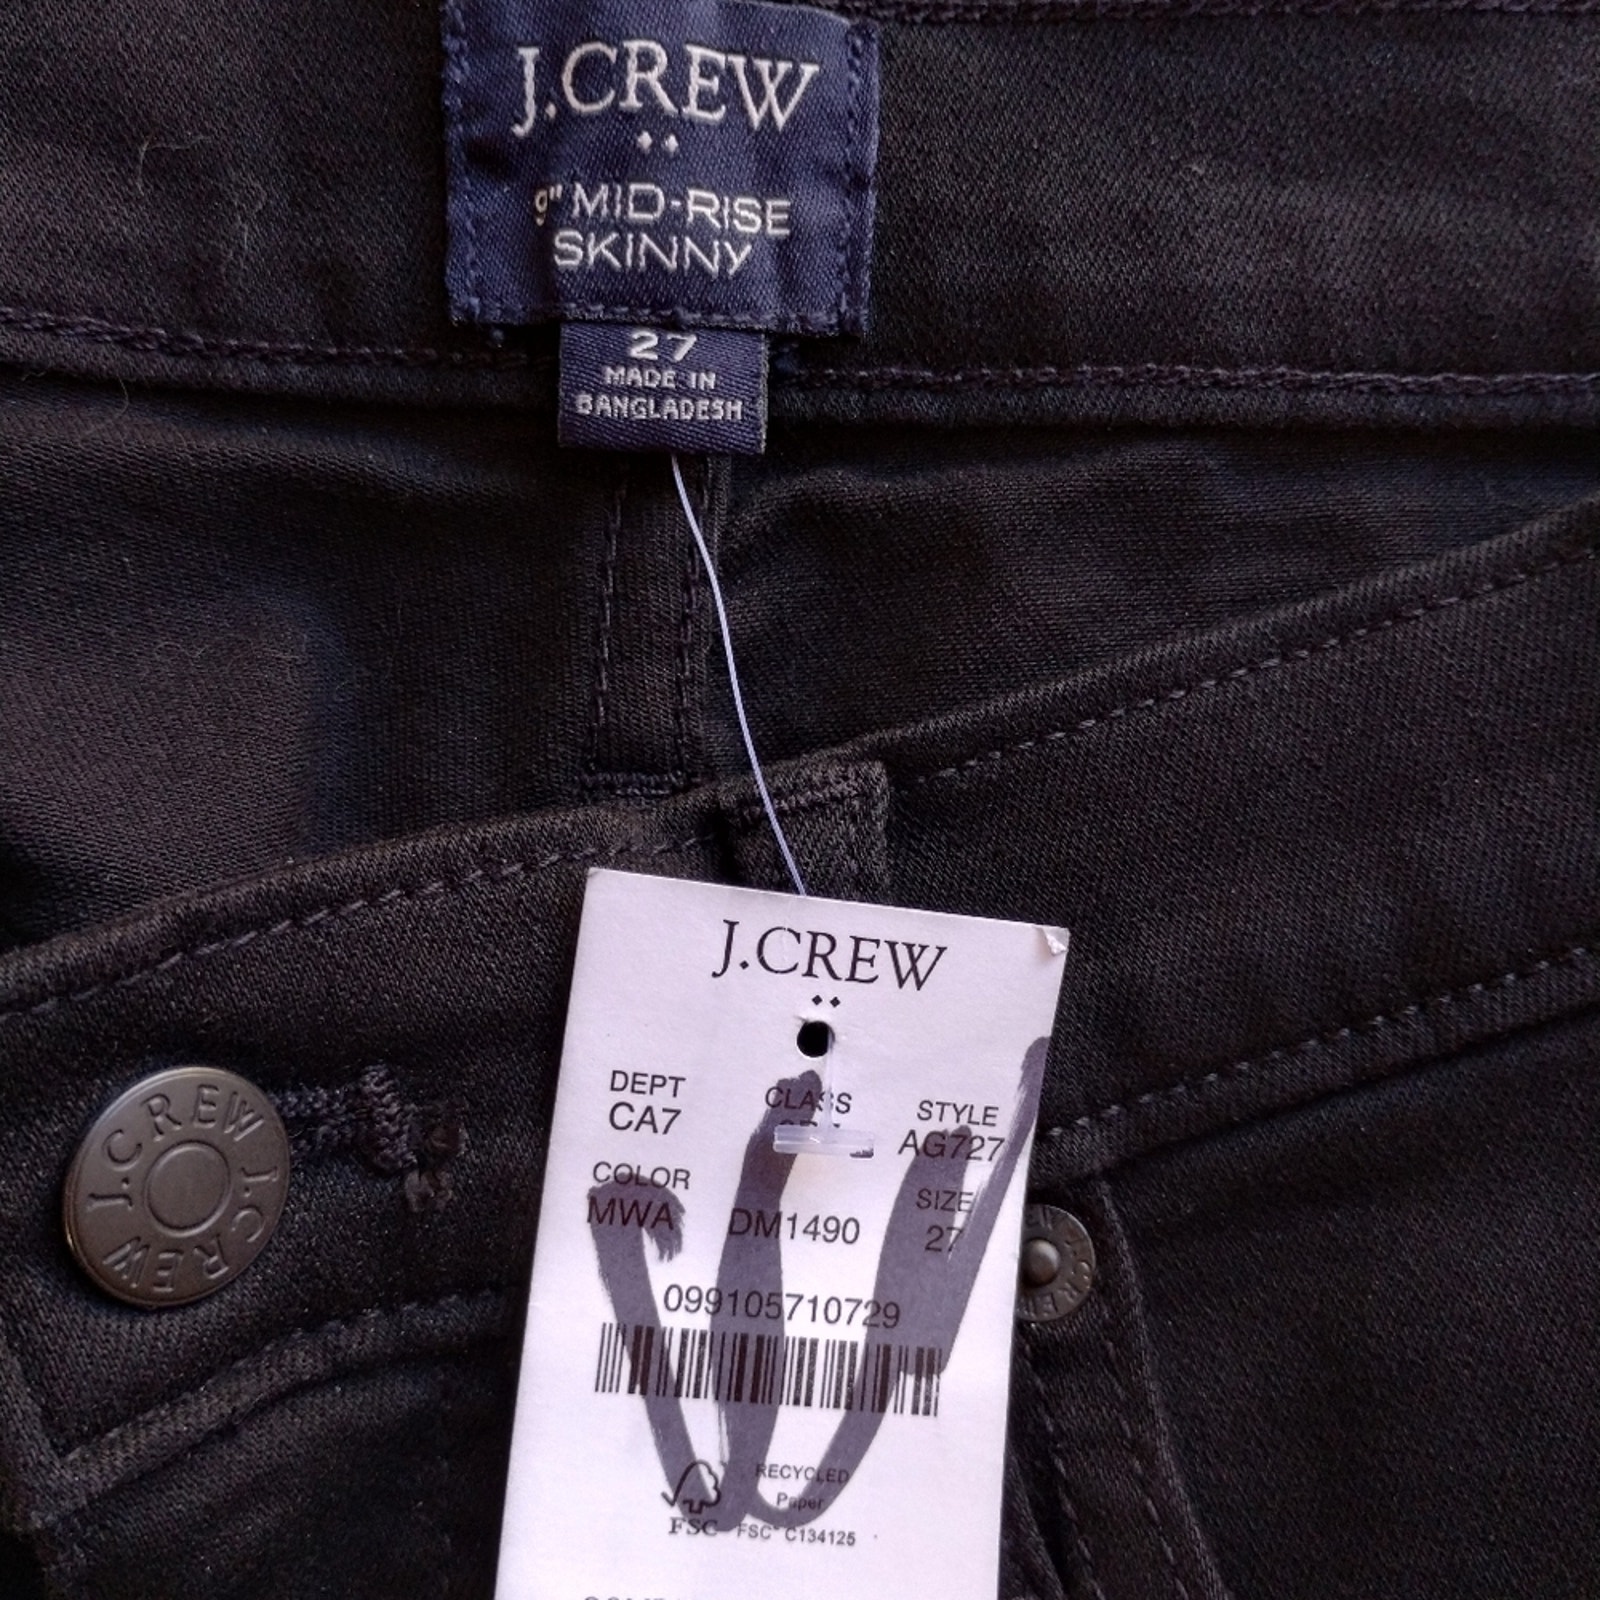 J.CREW
9" MID-RISE
SKINNY
27
MADE IN
BANGLADESH
J.CREW
DEPT CLASS STYLE
CA7 AG727
COLOR SIZE
MWA DM1490 27
099105710729
RECYCLED
Paper
FSC FSC® C134125
J.CREW J.CREW